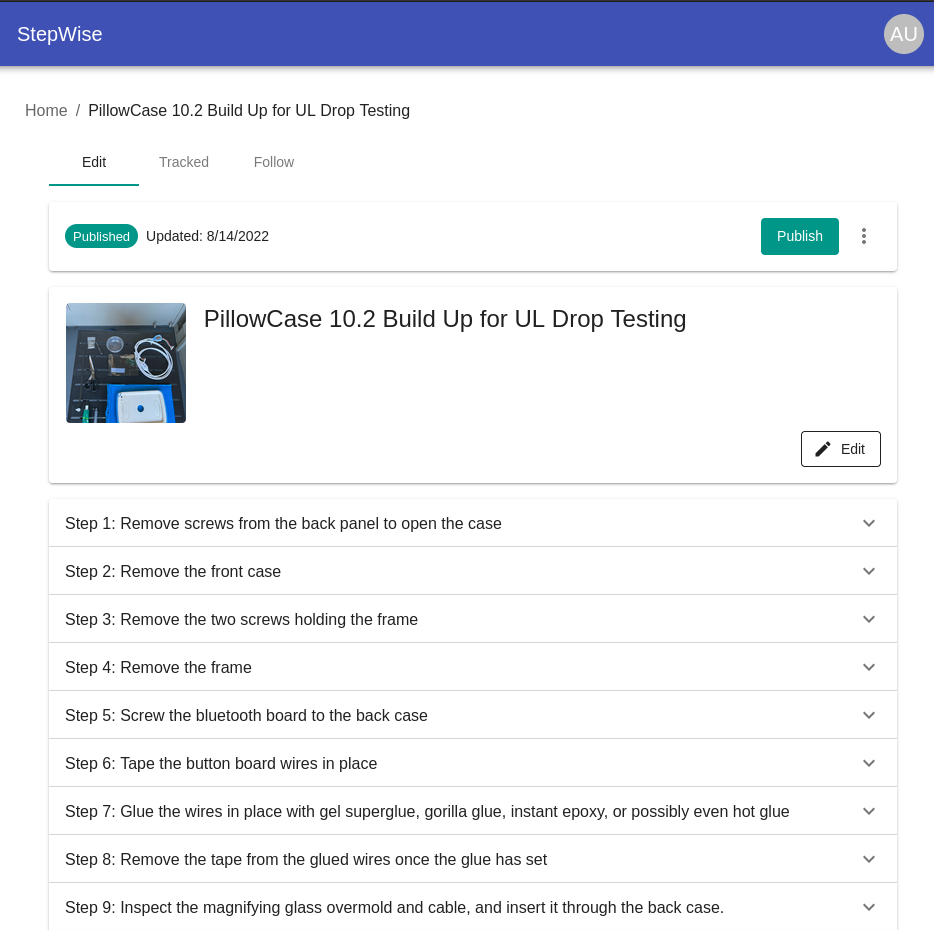 StepWise
AU
Home / PillowCase 10.2 Build Up for UL Drop Testing
Edit Tracked Follow
Published Updated: 8/14/2022 Publish
PillowCase 10.2 Build Up for UL Drop Testing
Edit
Step 1: Remove screws from the back panel to open the case
Step 2: Remove the front case
Step 3: Remove the two screws holding the frame
Step 4: Remove the frame
Step 5: Screw the bluetooth board to the back case
Step 6: Tape the button board wires in place
Step 7: Glue the wires in place with gel superglue, gorilla glue, instant epoxy, or possibly even hot glue
Step 8: Remove the tape from the glued wires once the glue has set
Step 9: Inspect the magnifying glass overmold and cable, and insert it through the back case.